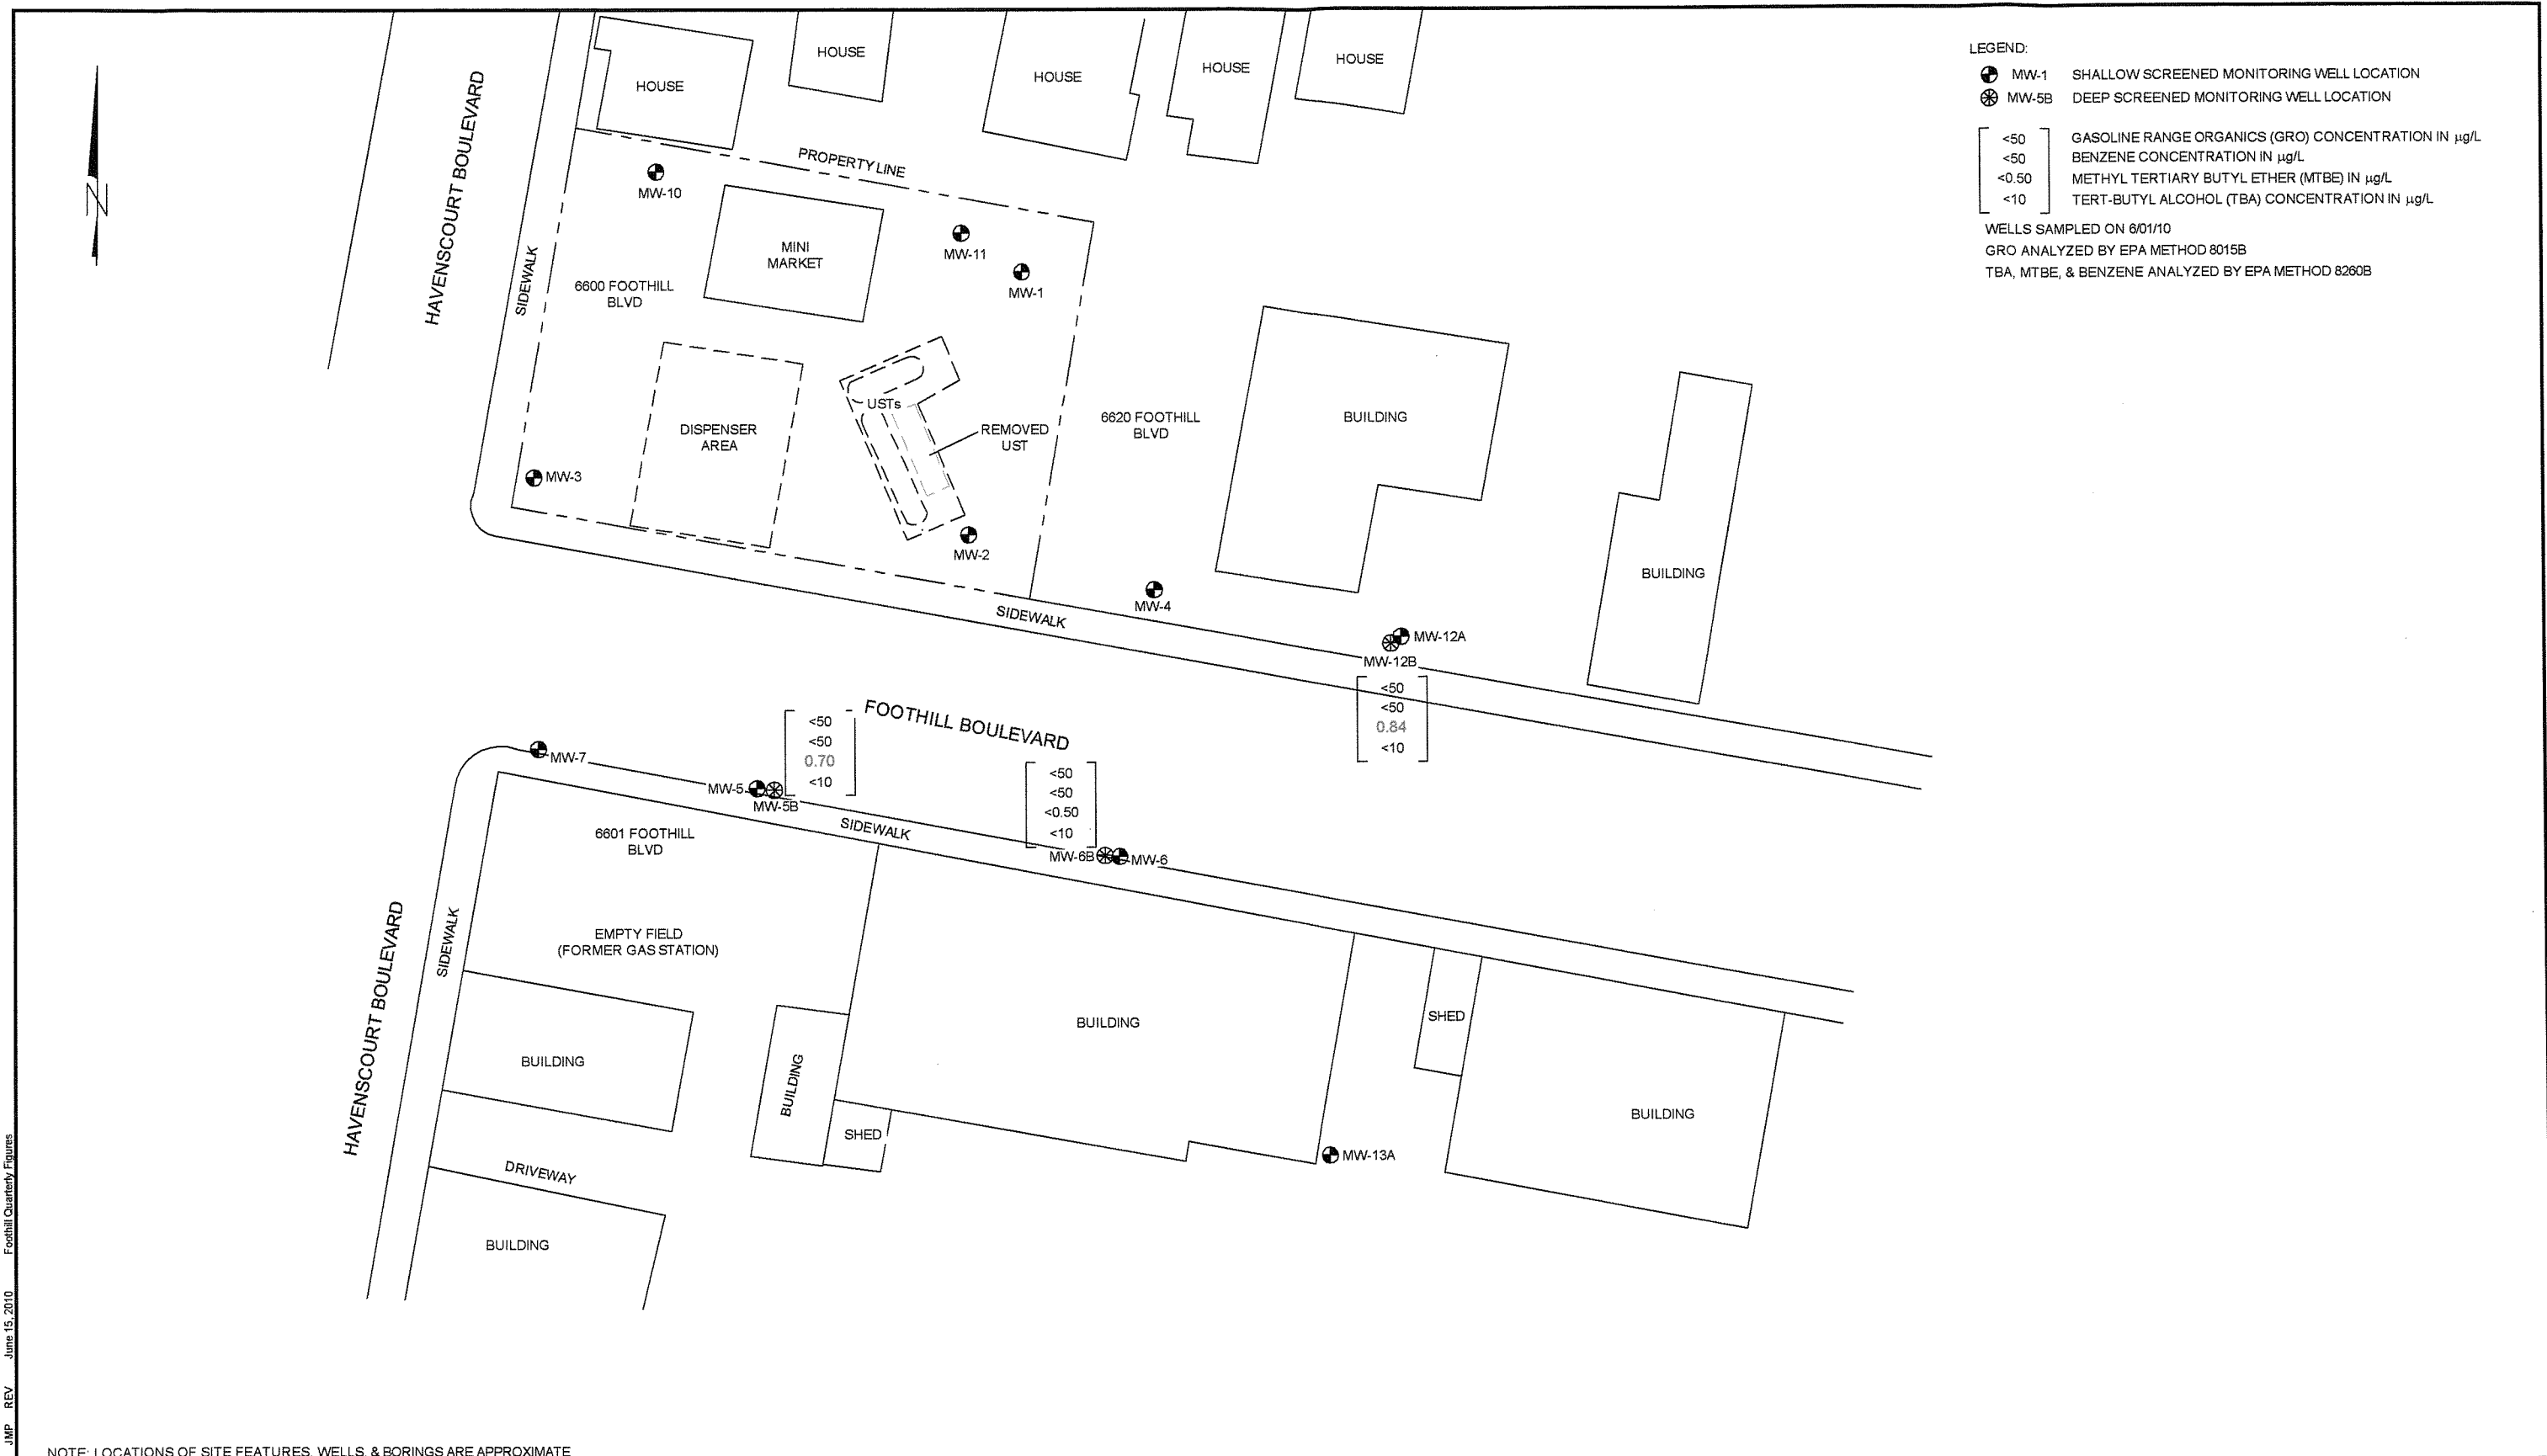 HOUSE
HOUSE
HOUSE
HOUSE
HOUSE
HAVENSCOURT BOULEVARD
N
SIDEWALK
PROPERTY LINE
MW-10
MINI
MARKET
MW-11
MW-1
6600 FOOTHILL
BLVD
DISPENSER
AREA
USTs
REMOVED
UST
6620 FOOTHILL
BLVD
BUILDING
BUILDING
MW-3
MW-2
MW-4
SIDEWALK
MW-12A
MW-12B
<50
<50
0.84
<10
FOOTHILL BOULEVARD
<50
<50
0.70
<10
MW-7
MW-5
MW-5B
<50
<50
<0.50
<10
SIDEWALK
MW-6B
MW-6
6601 FOOTHILL
BLVD
EMPTY FIELD
(FORMER GAS STATION)
SIDEWALK
HAVENSCOURT BOULEVARD
BUILDING
BUILDING
SHED
BUILDING
SHED
BUILDING
MW-13A
DRIVEWAY
BUILDING
LEGEND:
MW-1 SHALLOW SCREENED MONITORING WELL LOCATION
MW-5B DEEP SCREENED MONITORING WELL LOCATION
<50 GASOLINE RANGE ORGANICS (GRO) CONCENTRATION IN µg/L
<50 BENZENE CONCENTRATION IN µg/L
<0.50 METHYL TERTIARY BUTYL ETHER (MTBE) IN µg/L
<10 TERT-BUTYL ALCOHOL (TBA) CONCENTRATION IN µg/L
WELLS SAMPLED ON 6/01/10
GRO ANALYZED BY EPA METHOD 8015B
TBA, MTBE, & BENZENE ANALYZED BY EPA METHOD 8260B
JMP REV June 15, 2010 Foothill Quarterly Figures
NOTE: LOCATIONS OF SITE FEATURES, WELLS, & BORINGS ARE APPROXIMATE